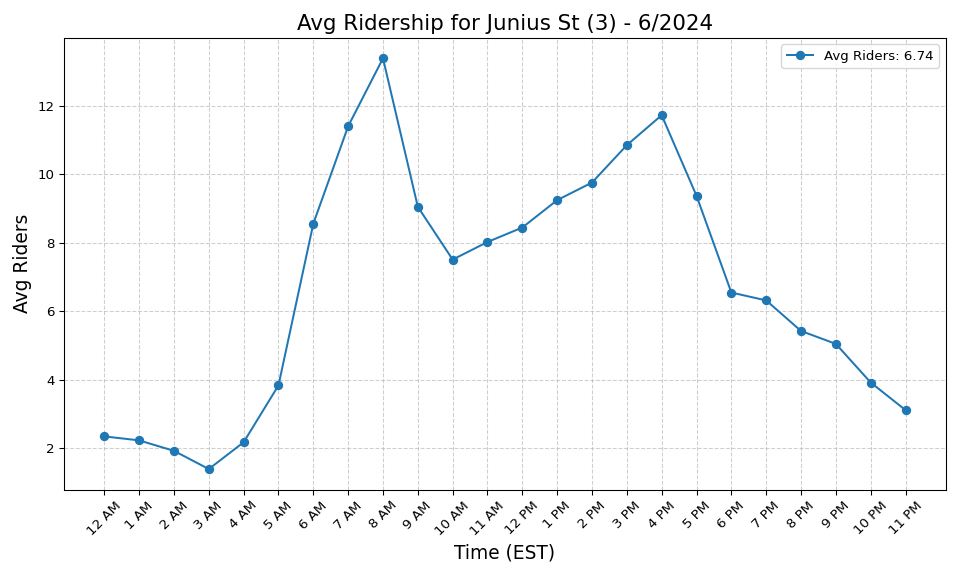 Avg Ridership for Junius St (3) - 6/2024
Avg Riders: 6.74
Avg Riders
12
10
8
6
4
2
12 AM
1 AM
2 AM
3 AM
4 AM
5 AM
6 AM
7 AM
8 AM
9 AM
10 AM
11 AM
12 PM
1 PM
2 PM
3 PM
4 PM
5 PM
6 PM
7 PM
8 PM
9 PM
10 PM
11 PM
Time (EST)